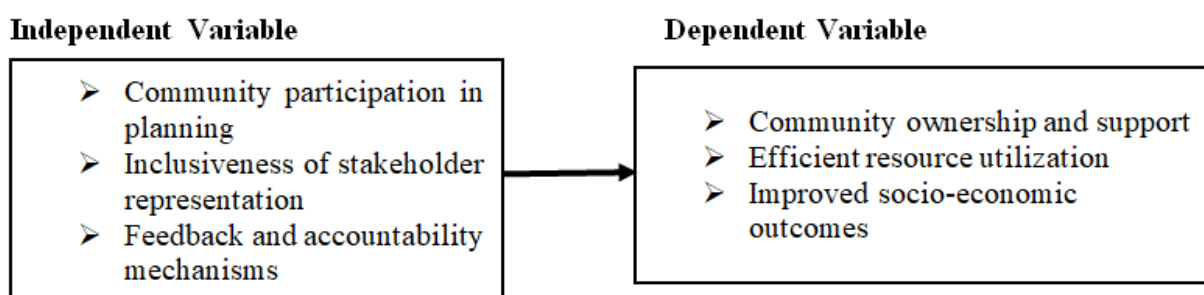 Independent Variable
Dependent Variable
➢ Community participation in
planning
➢ Inclusiveness of stakeholder
representation
➢ Feedback and accountability
mechanisms
➢ Community ownership and support
➢ Efficient resource utilization
➢ Improved socio-economic
outcomes